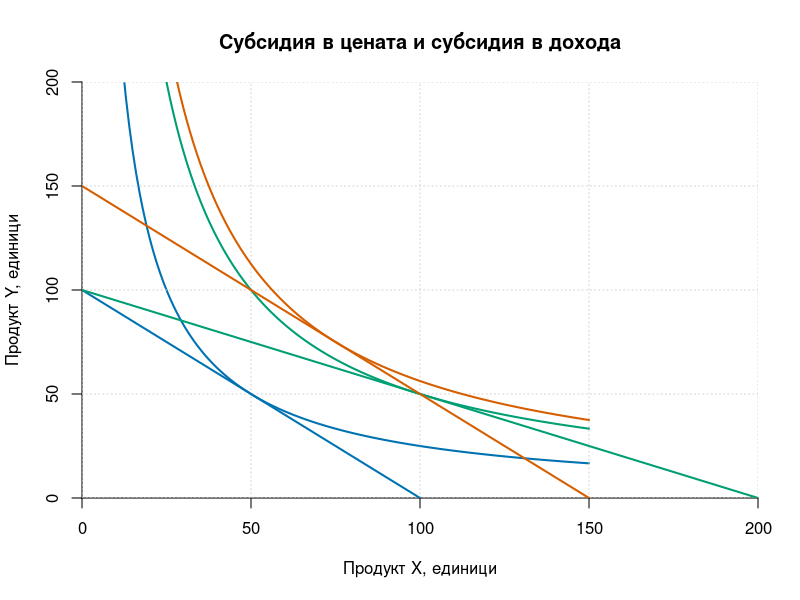 Субсидия в цената и субсидия в дохода
200
150
100
50
0
Продукт Y, единици
0 50 100 150 200
Продукт X, единици